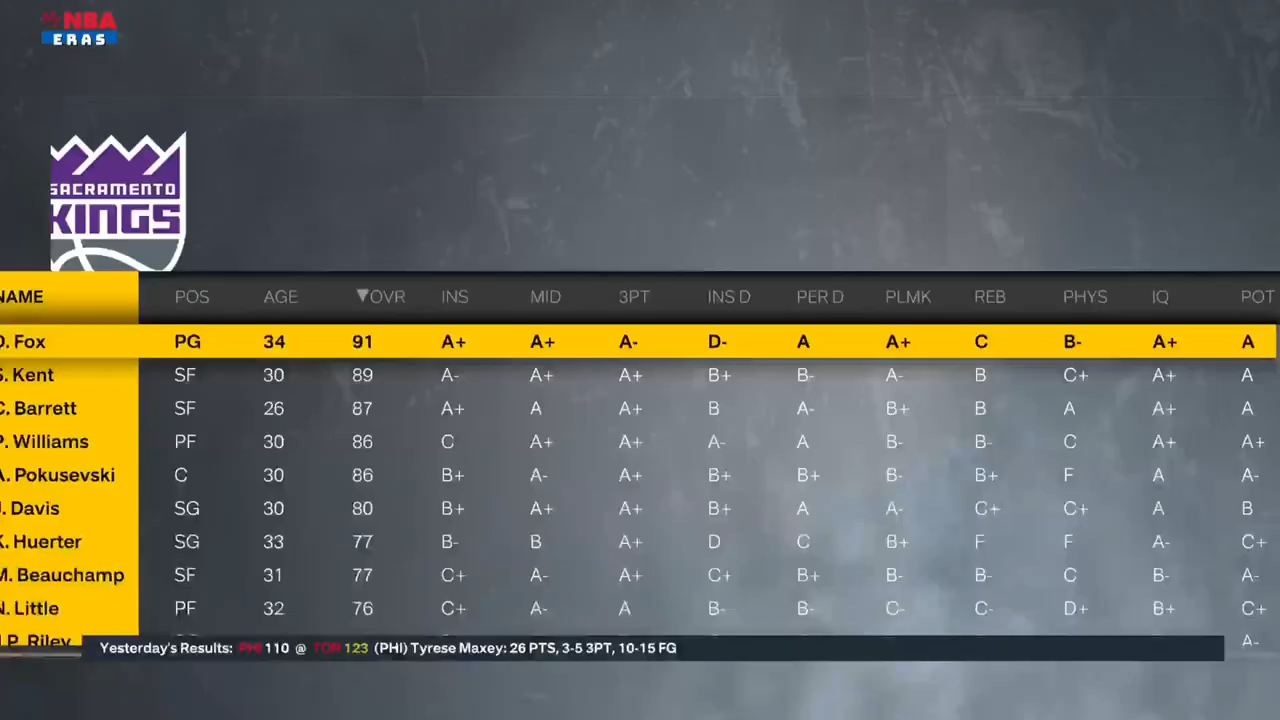 MyNBA
ERAS
SACRAMENTO
KINGS
NAME POS AGE ▼OVR INS MID 3PT INS D PER D PLMK REB PHYS IQ POT
D. Fox PG 34 91 A+ A+ A- D- A A+ C B- A+ A
S. Kent SF 30 89 A- A+ A+ B+ B- A- B C+ A+ A
C. Barrett SF 26 87 A+ A A+ B A- B+ B A A+ A
P. Williams PF 30 86 C A+ A+ A- A B- B- C A+ A+
A. Pokusevski C 30 86 B+ A- A+ B+ B+ B- B+ F A A-
J. Davis SG 30 80 B+ A+ A+ B+ A A- C+ C+ A B
K. Huerter SG 33 77 B- B A+ D C B+ F F A- C+
M. Beauchamp SF 31 77 C+ A- A+ C+ B+ B- B- C B- A-
N. Little PF 32 76 C+ A- A B- B- C- C- D+ B+ C+
P. Riley A-
Yesterday's Results: PHI 110 @ TOR 123 (PHI) Tyrese Maxey: 26 PTS, 3-5 3PT, 10-15 FG